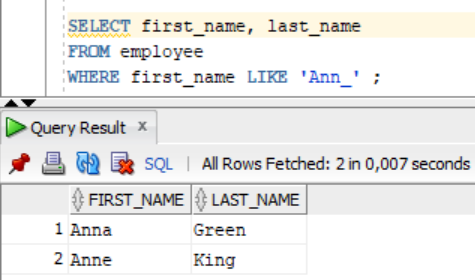 SELECT first_name, last_name
FROM employee
WHERE first_name LIKE 'Ann_' ;
Query Result x
SQL | All Rows Fetched: 2 in 0,007 seconds
FIRST_NAME LAST_NAME
1 Anna Green
2 Anne King